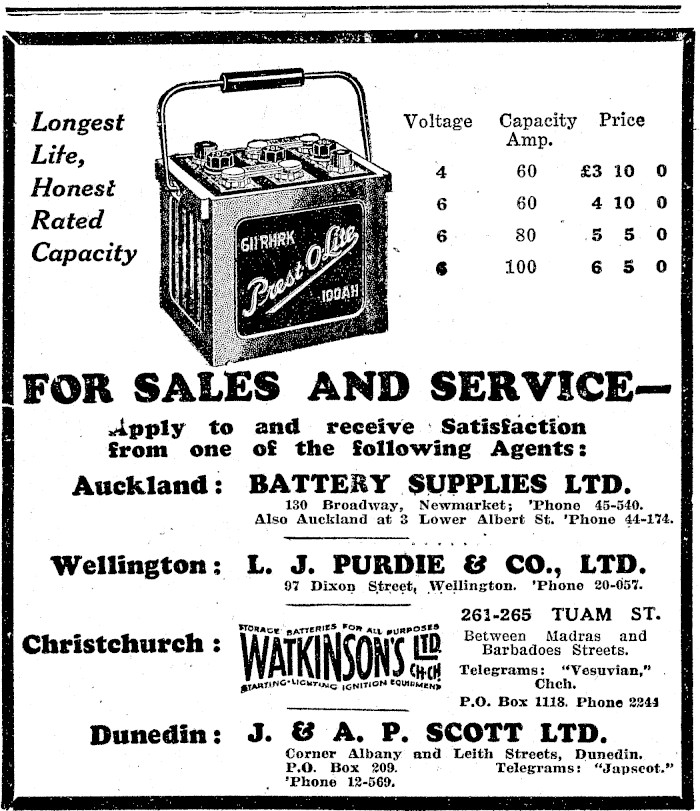 Longest
Life,
Honest
Rated
Capacity
611RHRK
Prest-O-Lite
100AH
Voltage Capacity Amp. Price
4 60 £3 10 0
6 60 4 10 0
6 80 5 5 0
6 100 6 5 0
FOR SALES AND SERVICE—
Apply to and receive Satisfaction
from one of the following Agents:
Auckland: BATTERY SUPPLIES LTD.
130 Broadway, Newmarket; 'Phone 45-540.
Also Auckland at 3 Lower Albert St. 'Phone 44-174.
Wellington: L. J. PURDIE & CO., LTD.
97 Dixon Street, Wellington. 'Phone 20-057.
Christchurch:
STORAGE BATTERIES FOR ALL PURPOSES
WATKINSON'S LTD. CH-CH.
STARTING-LIGHTING IGNITION EQUIPMENT
261-265 TUAM ST.
Between Madras and
Barbadoes Streets.
Telegrams: "Vesuvian,"
Chch.
P.O. Box 1118. Phone 2244
Dunedin: J. & A. P. SCOTT LTD.
Corner Albany and Leith Streets, Dunedin.
P.O. Box 209. Telegrams: "Japscot."
'Phone 12-569.